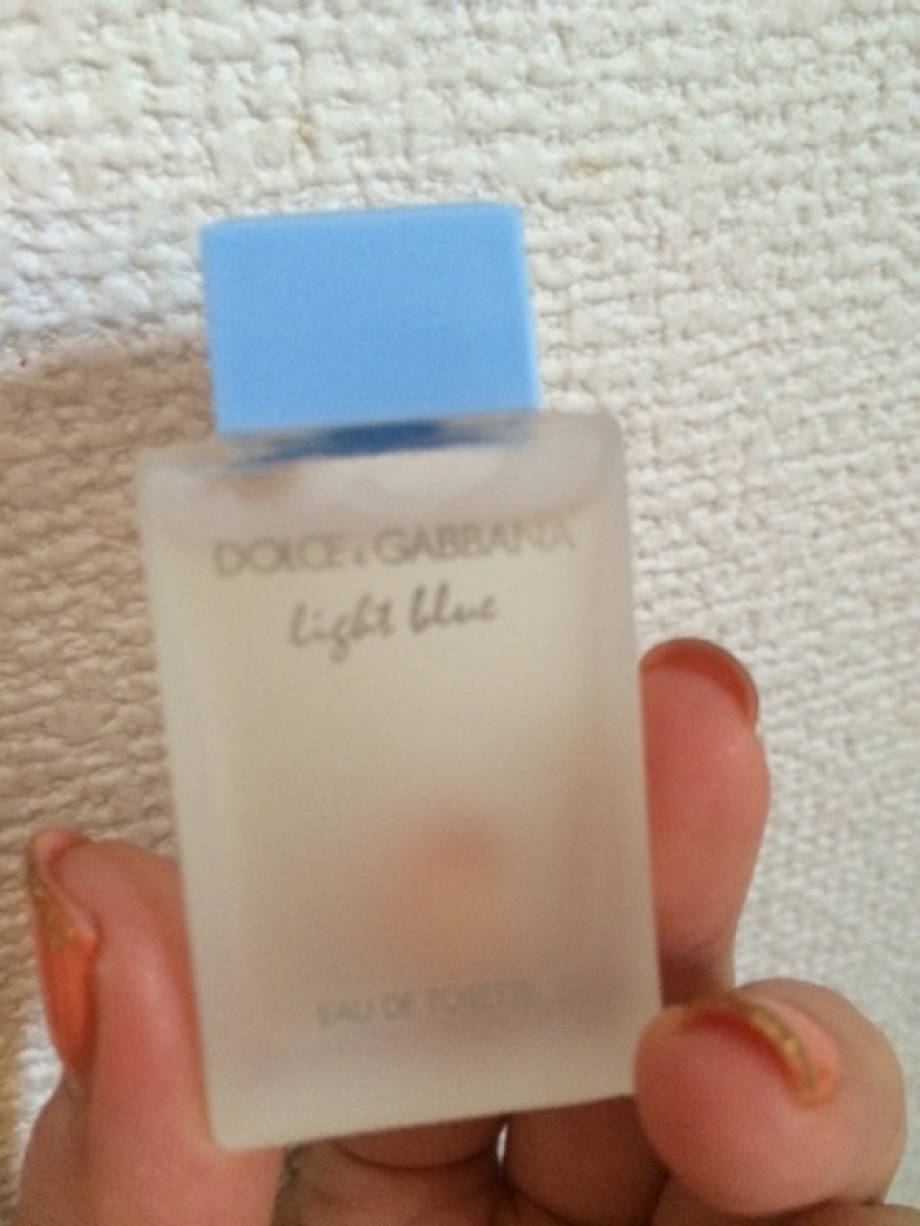 DOLCE & GABBANA
light blue
EAU DE TOILETTE